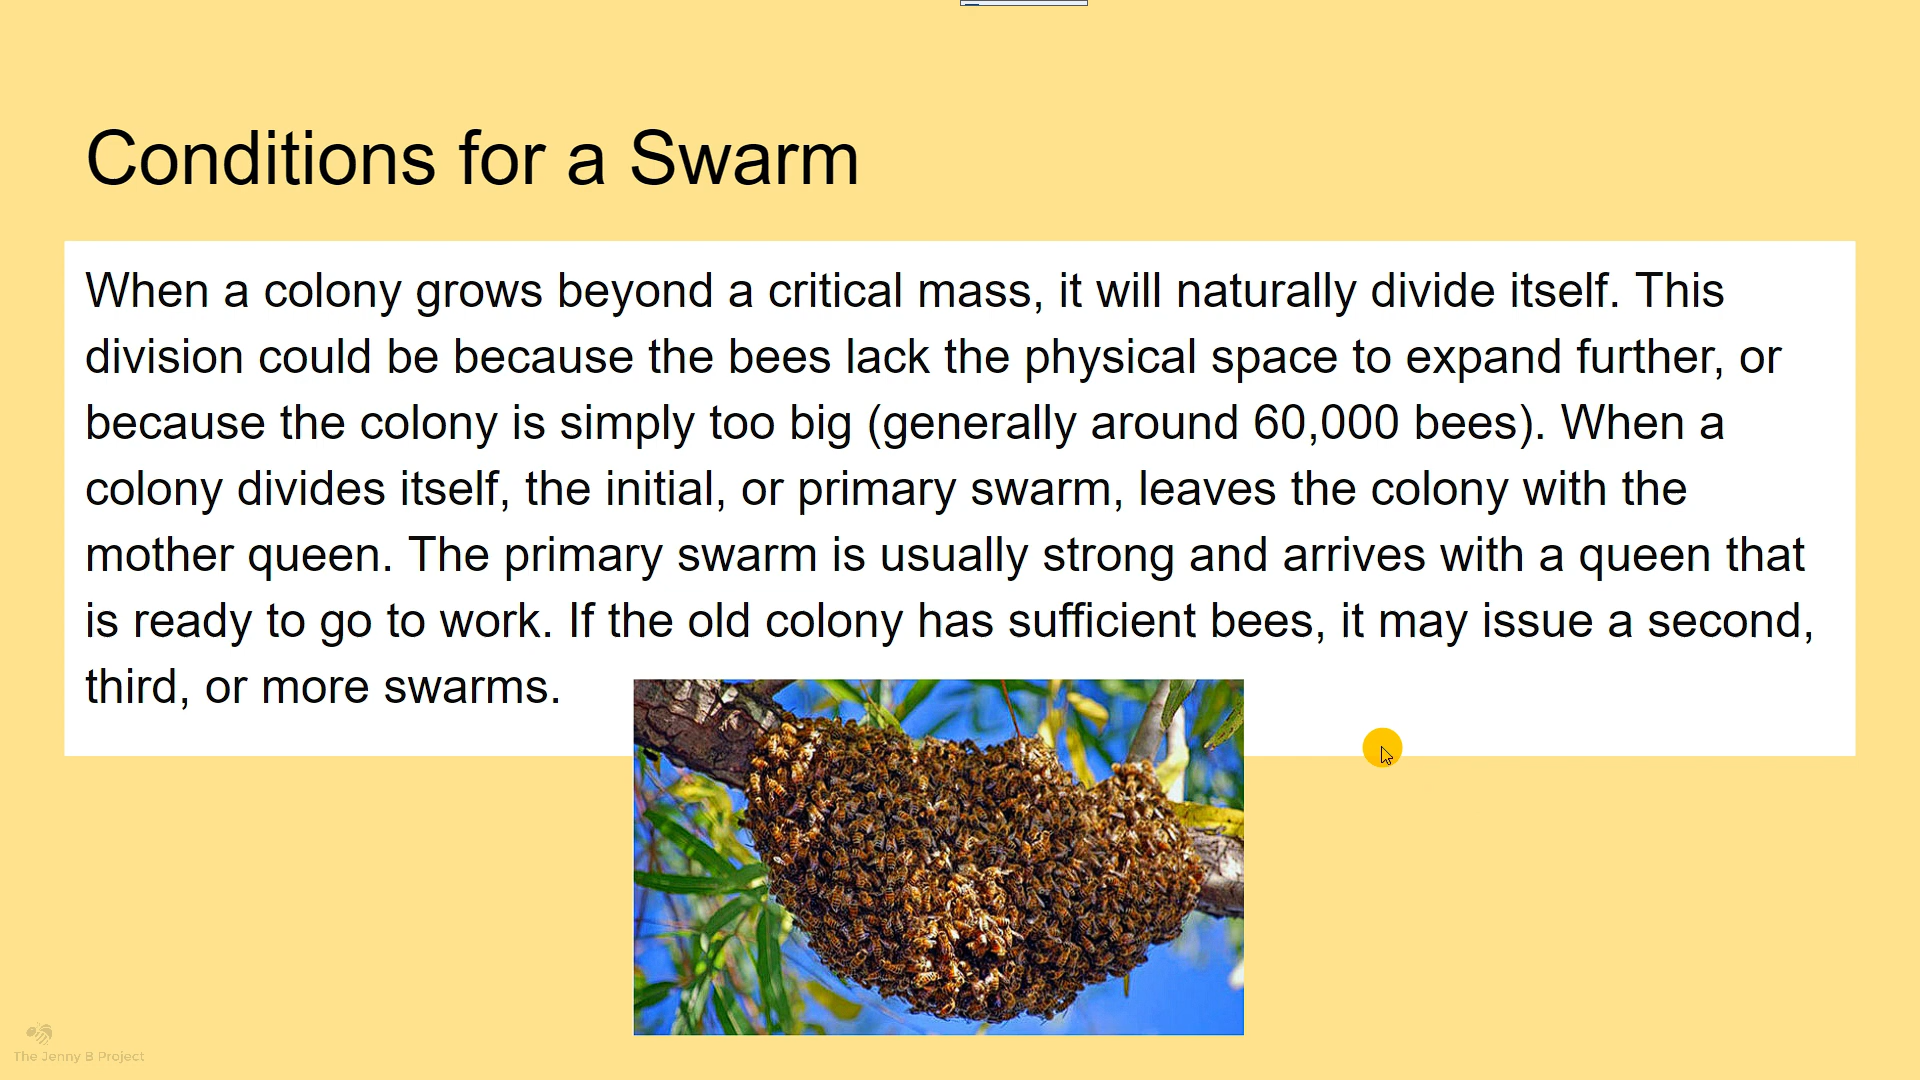 Conditions for a Swarm
When a colony grows beyond a critical mass, it will naturally divide itself. This
division could be because the bees lack the physical space to expand further, or
because the colony is simply too big (generally around 60,000 bees). When a
colony divides itself, the initial, or primary swarm, leaves the colony with the
mother queen. The primary swarm is usually strong and arrives with a queen that
is ready to go to work. If the old colony has sufficient bees, it may issue a second,
third, or more swarms.
The Jenny B Project